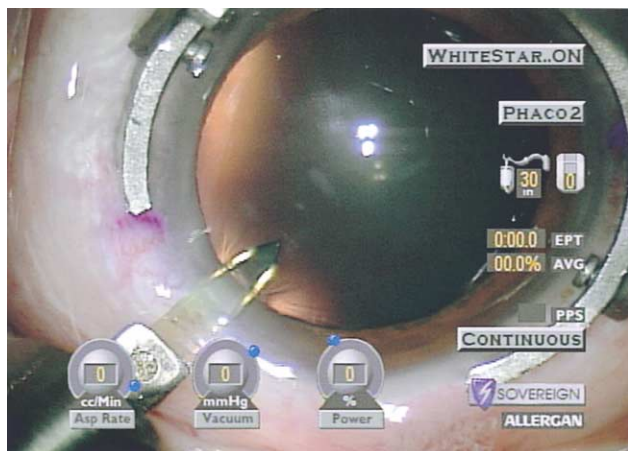 WHITESTAR..ON
PHACO2
30
in
0
0:00.0 EPT
00.0% AVG
PPS
CONTINUOUS
0
cc/Min
Asp Rate
0
mmHg
Vacuum
0
%
Power
SOVEREIGN
ALLERGAN